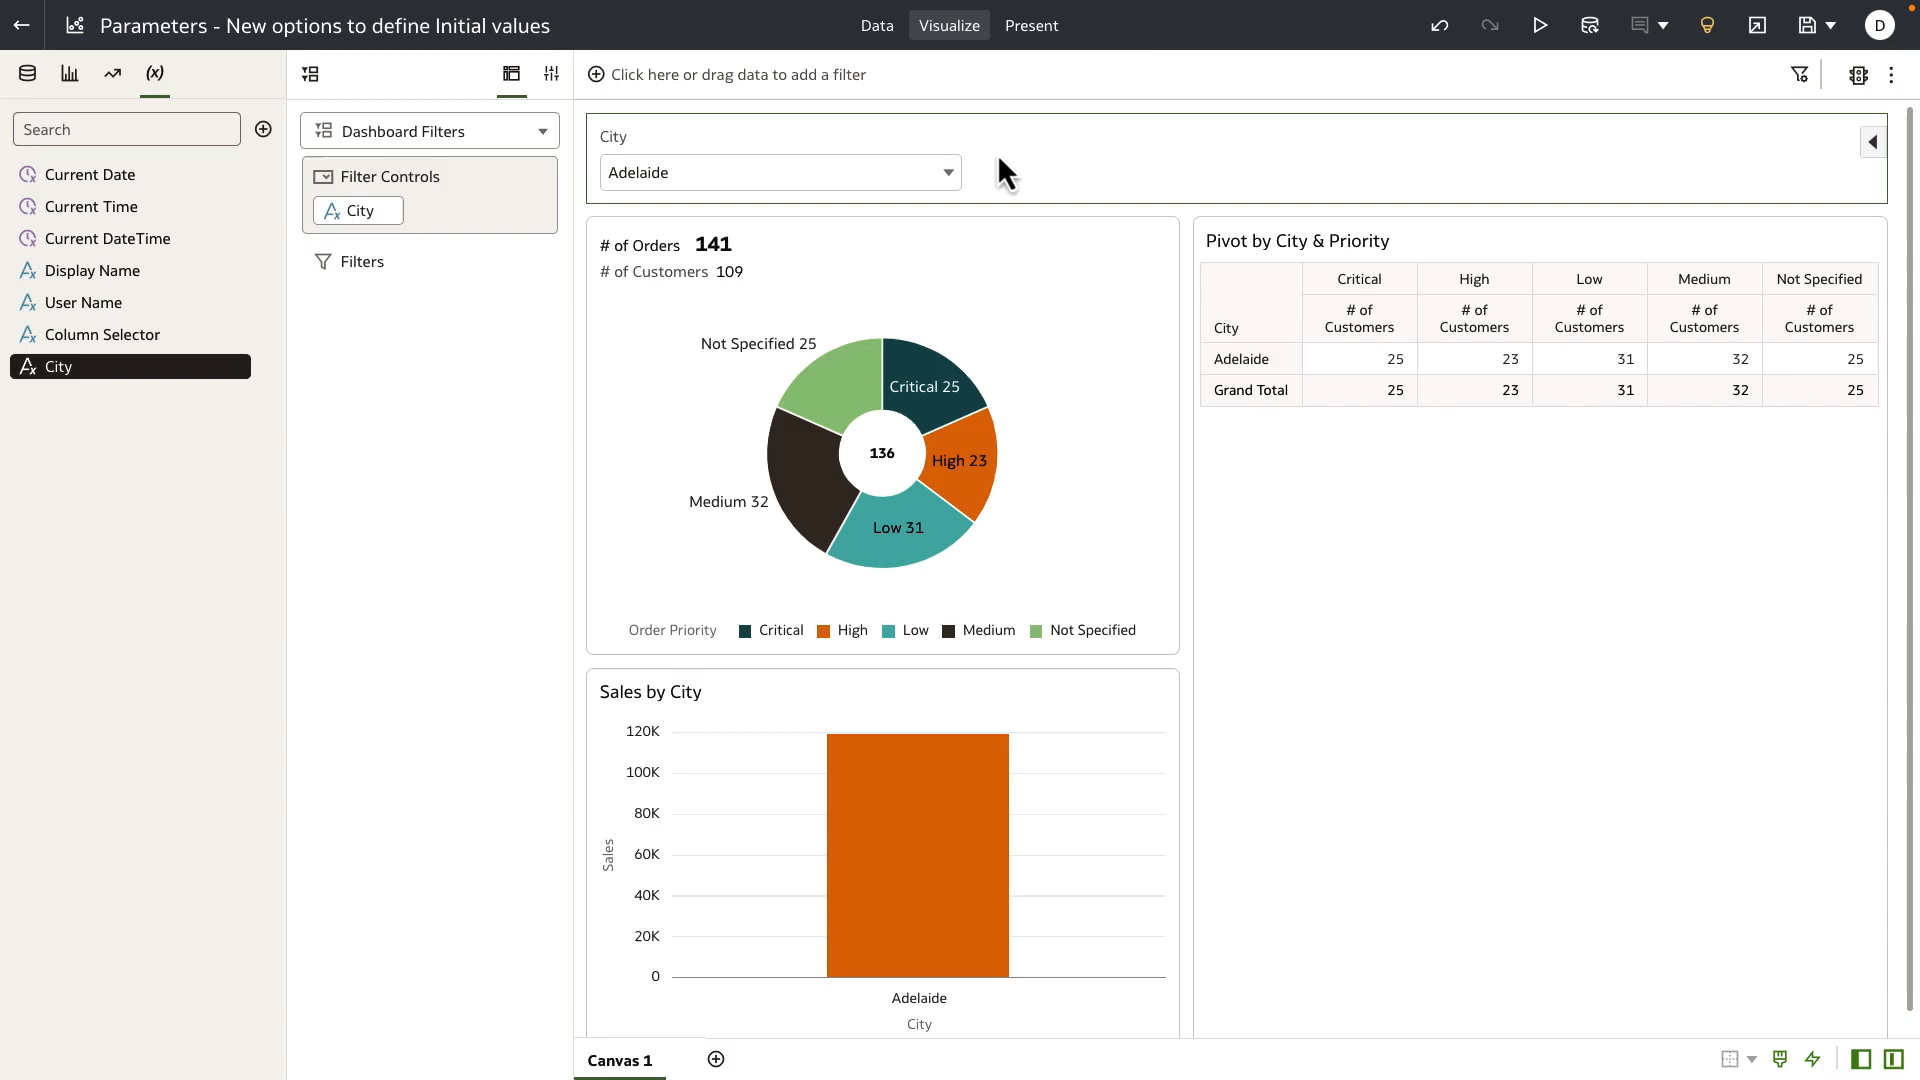 Parameters - New options to define Initial values
Data Visualize Present
D
(x)
Click here or drag data to add a filter
Search
Current Date
Current Time
Current DateTime
Display Name
User Name
Column Selector
City
Dashboard Filters
Filter Controls
City
Filters
City
Adelaide
# of Orders 141
# of Customers 109
Not Specified 25
Critical 25
136
High 23
Medium 32
Low 31
Order Priority Critical High Low Medium Not Specified
Pivot by City & Priority
Critical High Low Medium Not Specified
City # of Customers # of Customers # of Customers # of Customers # of Customers
Adelaide 25 23 31 32 25
Grand Total 25 23 31 32 25
Sales by City
120K
100K
80K
60K
40K
20K
0
Sales
Adelaide
City
Canvas 1